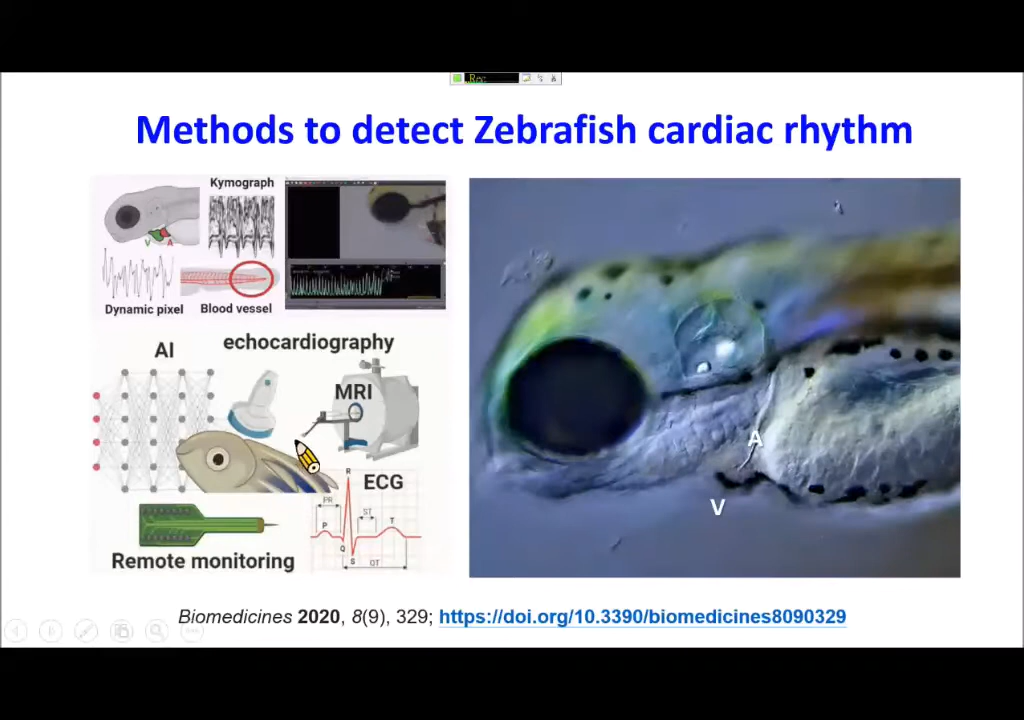 Rec
Methods to detect Zebrafish cardiac rhythm
Kymograph
V A
Dynamic pixel
Blood vessel
AI
echocardiography
MRI
ECG
R
PR
ST
P
T
Q
S
QT
Remote monitoring
A
V
Biomedicines 2020, 8(9), 329; https://doi.org/10.3390/biomedicines8090329